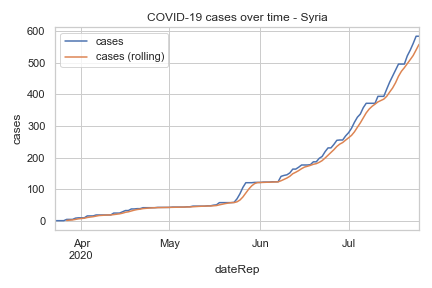 COVID-19 cases over time - Syria
cases
cases (rolling)
600
500
400
300
200
100
0
cases
Apr
2020
May
Jun
Jul
dateRep